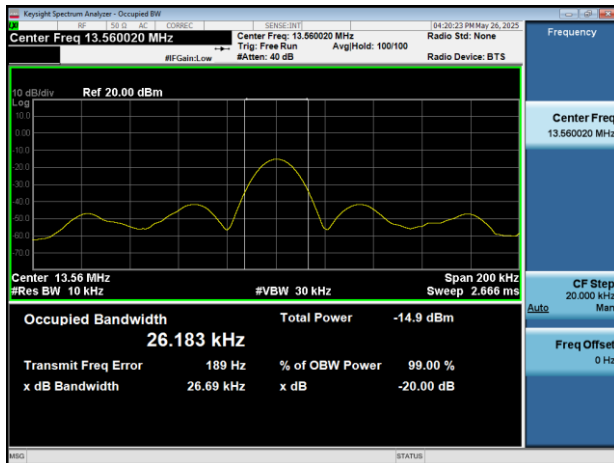 Keysight Spectrum Analyzer - Occupied BW
RF 50 Ω AC CORREC SENSE:INT 04:20:23 PM May 26, 2025
Center Freq 13.560020 MHz
Center Freq: 13.560020 MHz Radio Std: None
Trig: Free Run Avg|Hold: 100/100
#IFGain:Low #Atten: 40 dB Radio Device: BTS
10 dB/div Ref 20.00 dBm
Log
10.0
0.00
-10.0
-20.0
-30.0
-40.0
-50.0
-60.0
-70.0
Center 13.56 MHz Span 200 kHz
#Res BW 10 kHz #VBW 30 kHz Sweep 2.666 ms
Occupied Bandwidth Total Power -14.9 dBm
26.183 kHz
Transmit Freq Error 189 Hz % of OBW Power 99.00 %
x dB Bandwidth 26.69 kHz x dB -20.00 dB
MSG STATUS
Frequency
Center Freq
13.560020 MHz
CF Step
20.000 kHz
Auto Man
Freq Offset
0 Hz